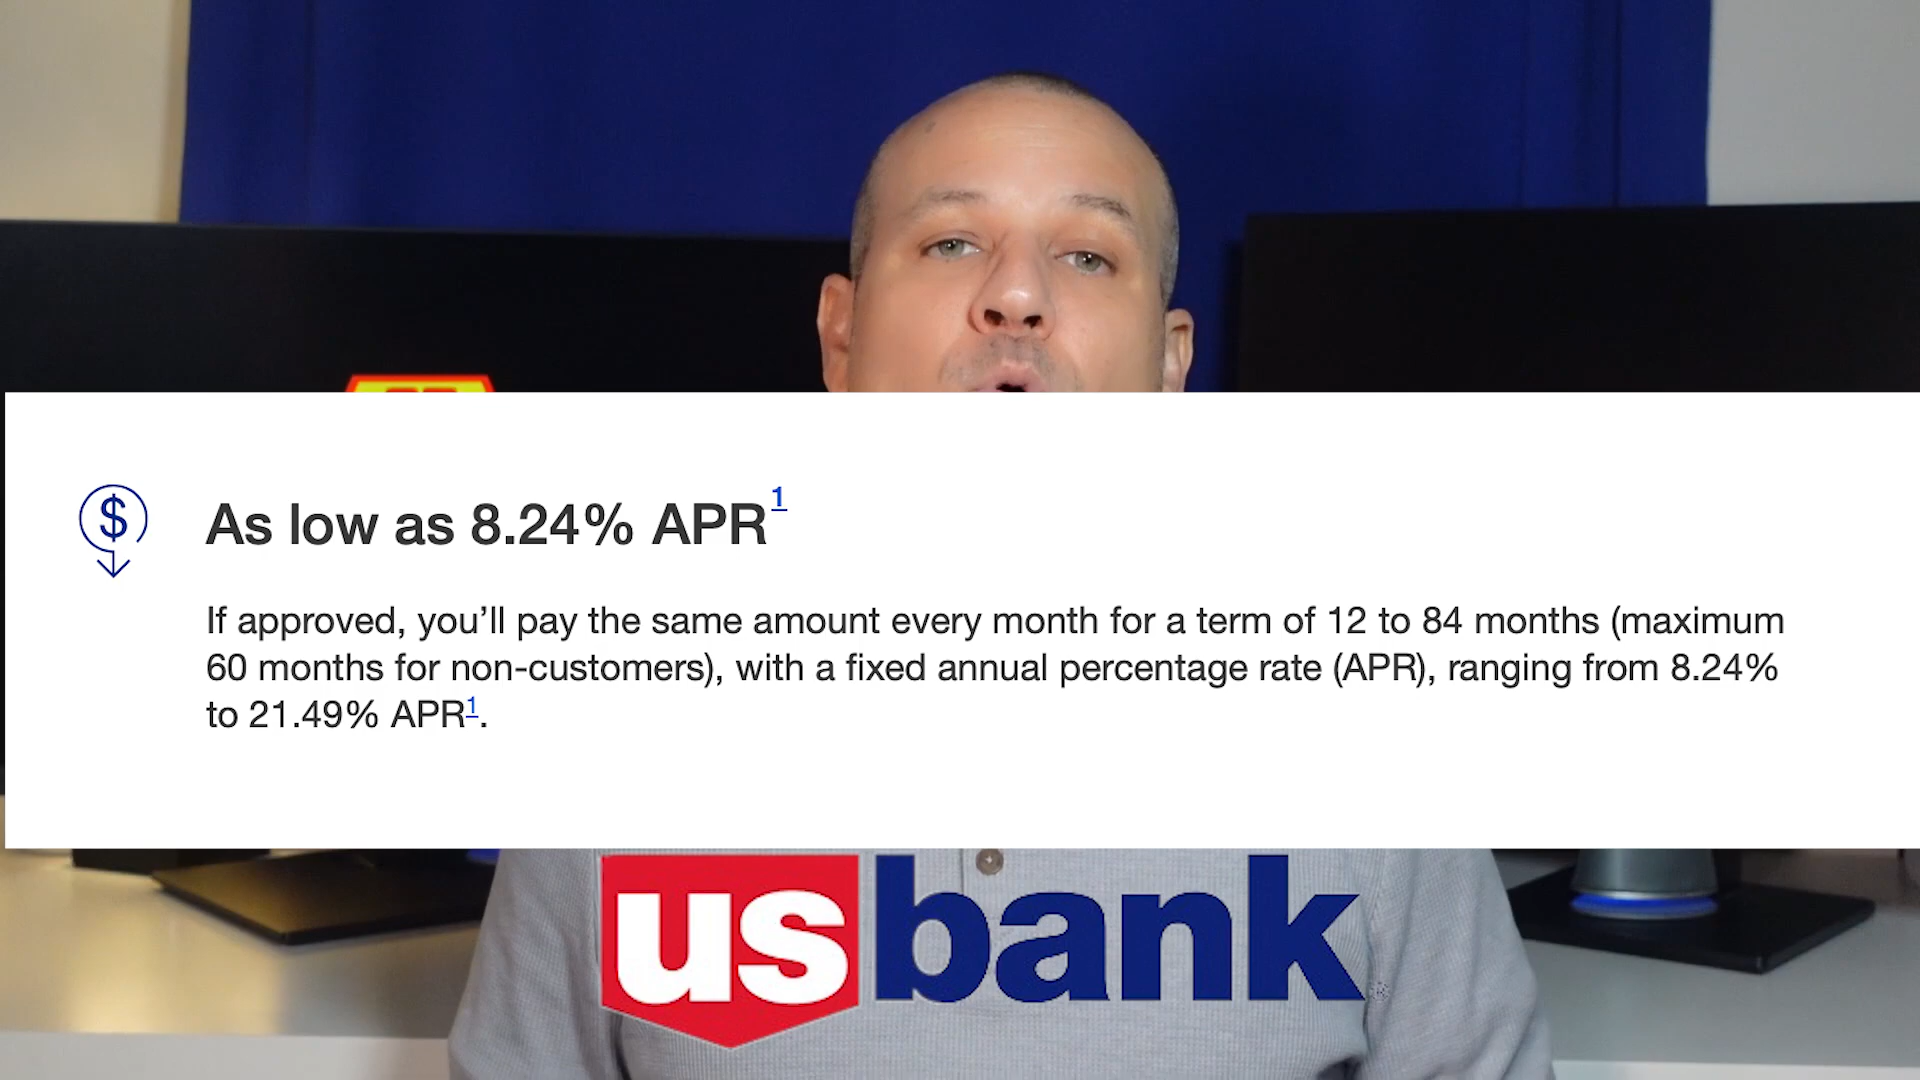 As low as 8.24% APR1
If approved, you’ll pay the same amount every month for a term of 12 to 84 months (maximum
60 months for non-customers), with a fixed annual percentage rate (APR), ranging from 8.24%
to 21.49% APR1.
usbank